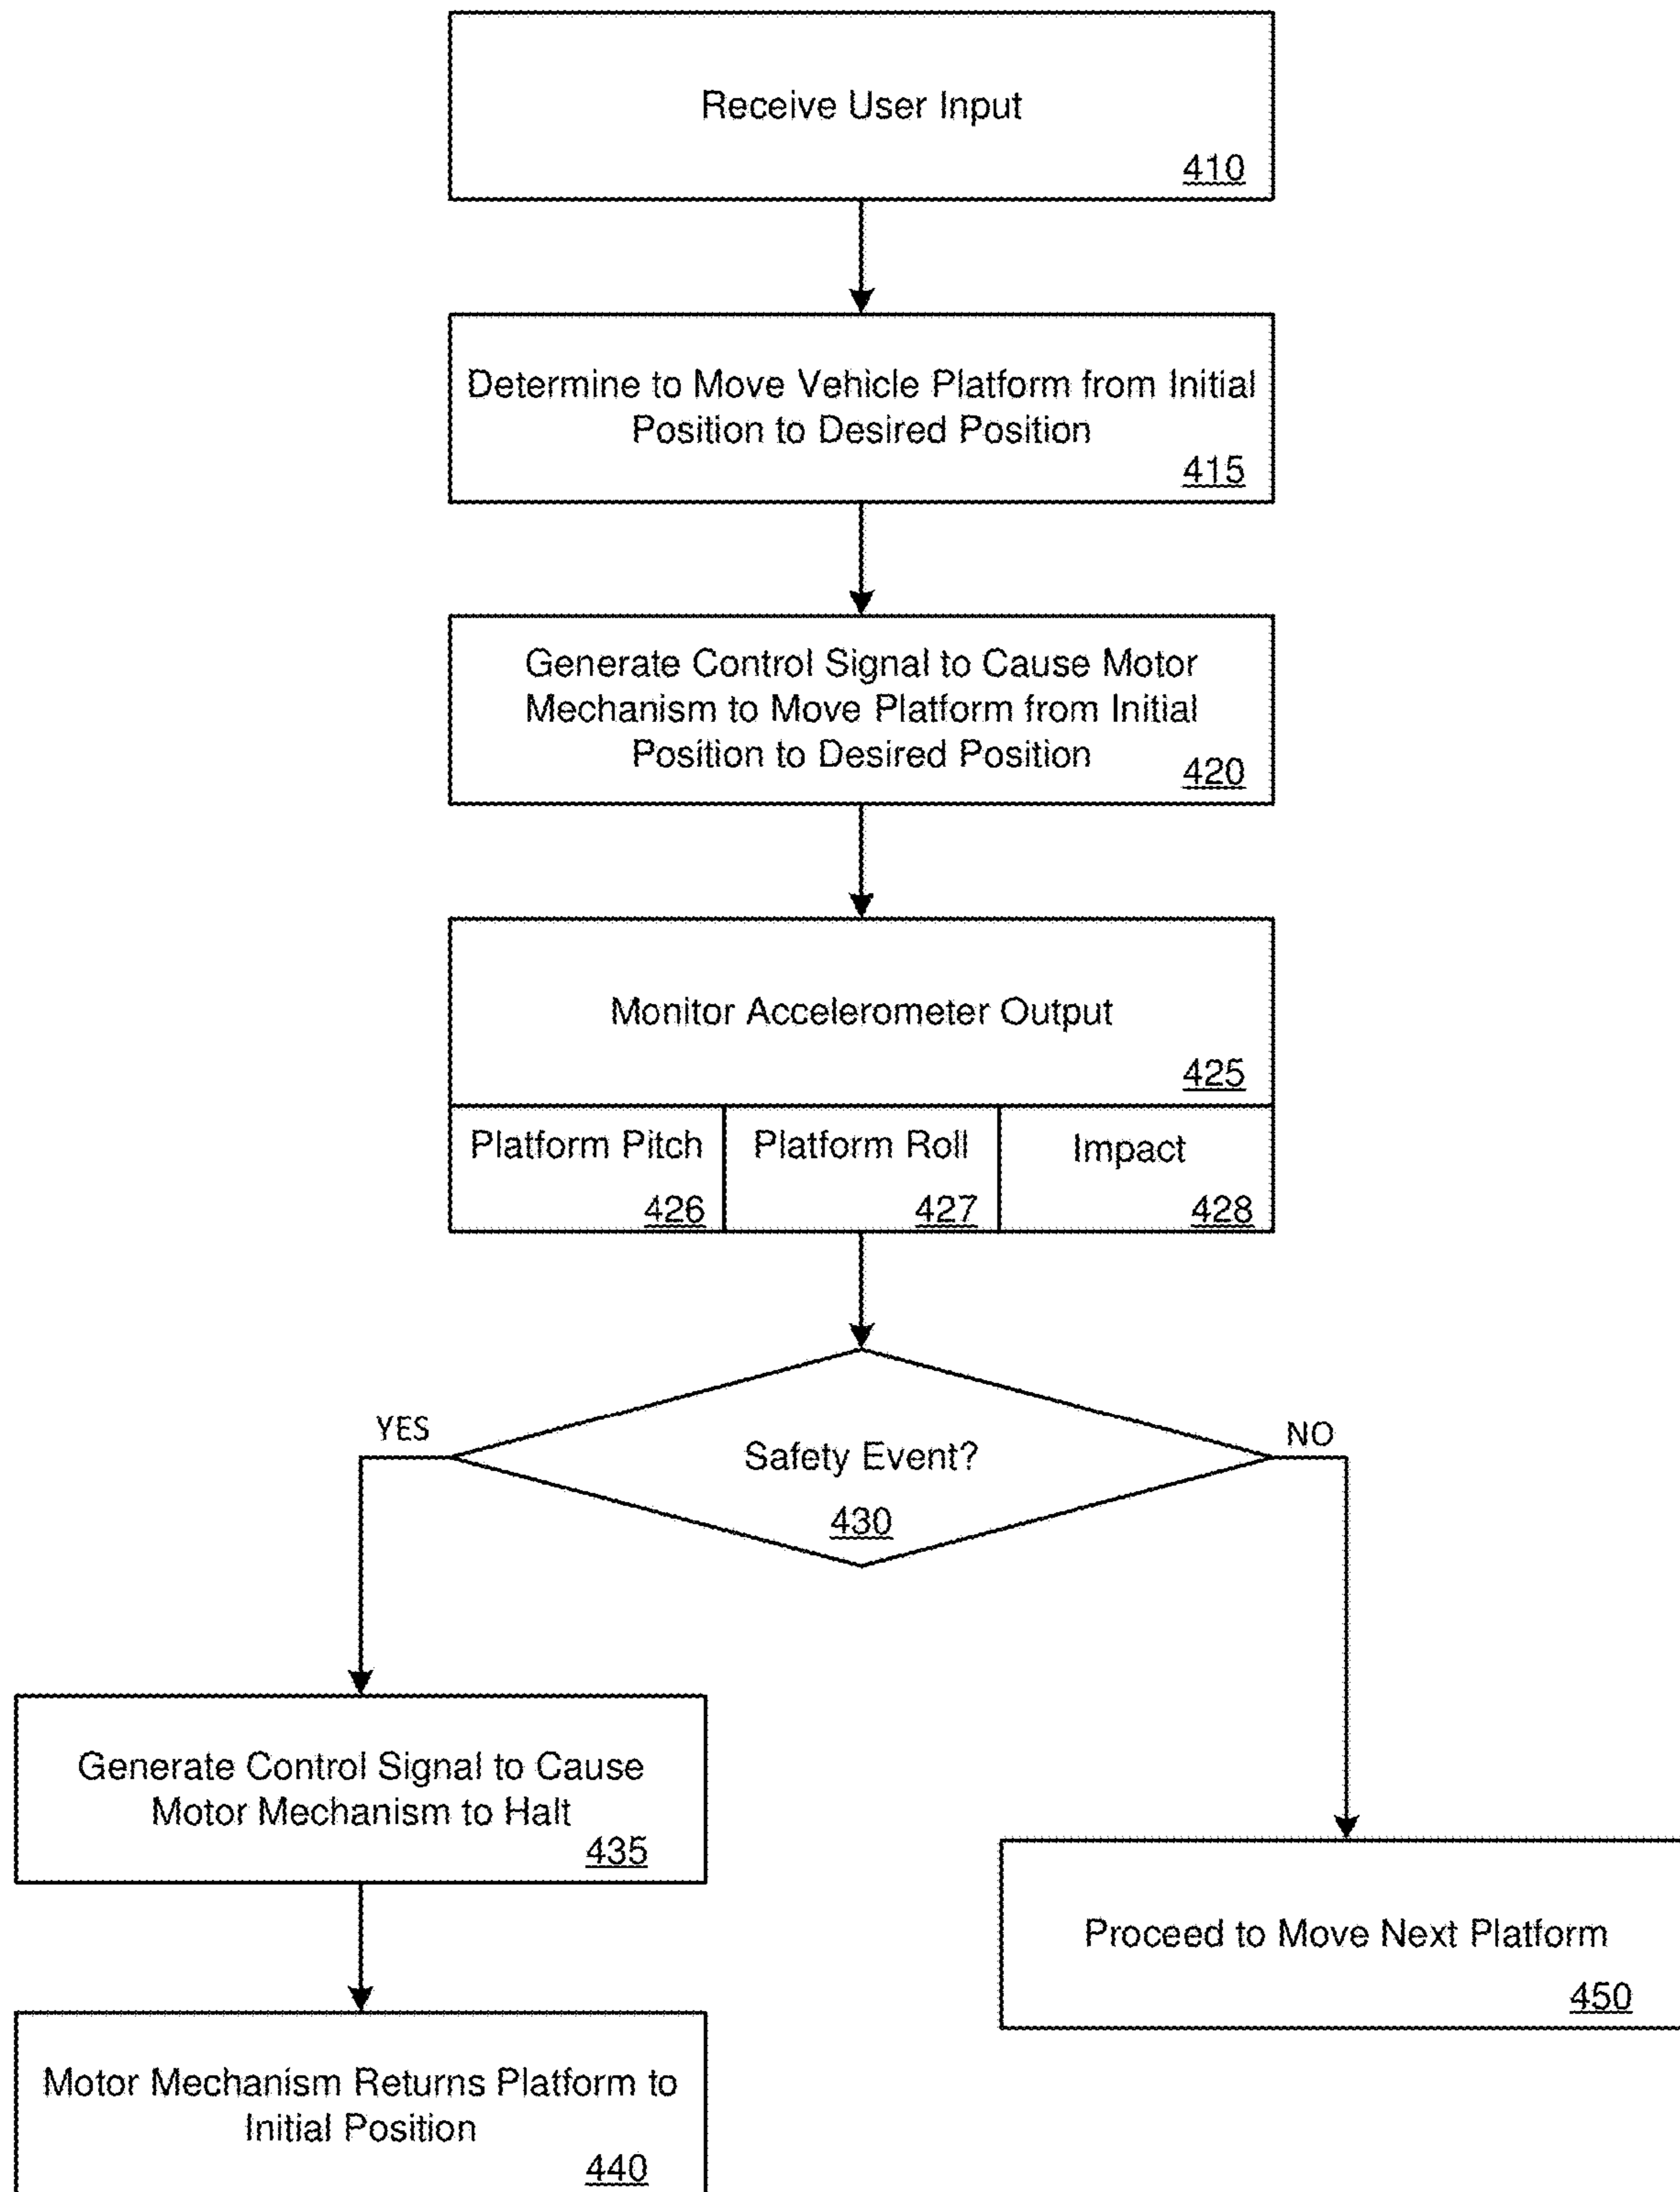 Receive User Input
410
Determine to Move Vehicle Platform from Initial
Position to Desired Position
415
Generate Control Signal to Cause Motor
Mechanism to Move Platform from Initial
Position to Desired Position
420
Monitor Accelerometer Output
425
Platform Pitch
426
Platform Roll
427
Impact
428
Safety Event?
430
YES
NO
Generate Control Signal to Cause
Motor Mechanism to Halt
435
Motor Mechanism Returns Platform to
Initial Position
440
Proceed to Move Next Platform
450